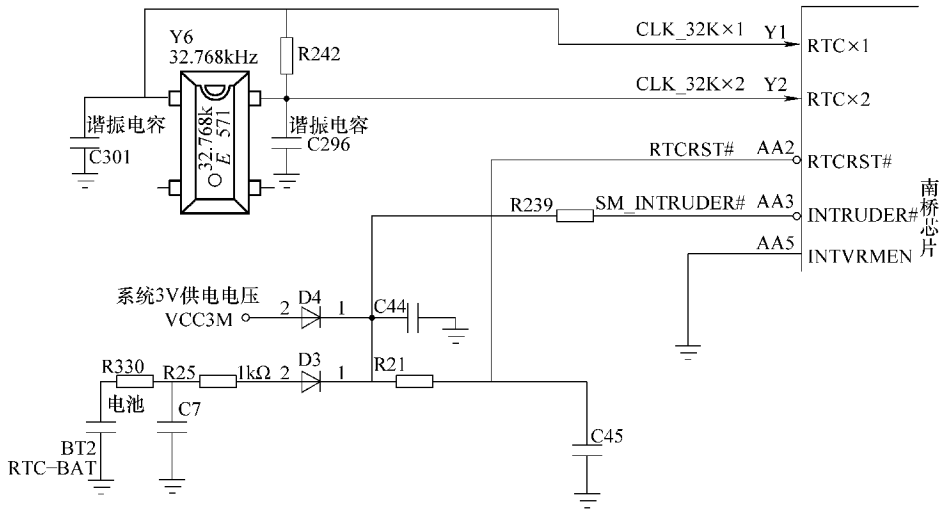 Y6
32.768kHz
R242
CLK_32K×1
Y1
RTC×1
CLK_32K×2
Y2
RTC×2
谐振电容
C301
32.768k
E 571
谐振电容
C296
RTCRST#
AA2
RTCRST#
R239
SM_INTRUDER#
AA3
INTRUDER#
AA5
INTVRMEN
南桥芯片
系统3V供电电压
VCC3M
2
D4
1
C44
R330
R25
1kΩ
2
D3
1
R21
电池
C7
BT2
RTC-BAT
C45